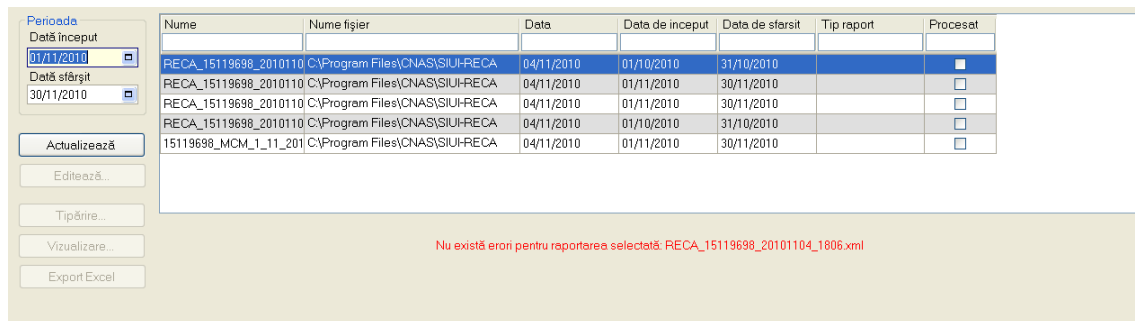 Perioada
Dată început
01/11/2010
Dată sfârșit
30/11/2010
Actualizează
Editează...
Tipărire...
Vizualizare...
Export Excel
Nume Nume fișier Data Data de inceput Data de sfarsit Tip raport Procesat
RECA_15119698_2010110 C:\Program Files\CNAS\SIUI-RECA 04/11/2010 01/10/2010 31/10/2010
RECA_15119698_2010110 C:\Program Files\CNAS\SIUI-RECA 04/11/2010 01/11/2010 30/11/2010
RECA_15119698_2010110 C:\Program Files\CNAS\SIUI-RECA 04/11/2010 01/11/2010 30/11/2010
RECA_15119698_2010110 C:\Program Files\CNAS\SIUI-RECA 04/11/2010 01/10/2010 31/10/2010
15119698_MCM_1_11_201 C:\Program Files\CNAS\SIUI-RECA 04/11/2010 01/11/2010 30/11/2010
Nu există erori pentru raportarea selectată: RECA_15119698_20101104_1806.xml